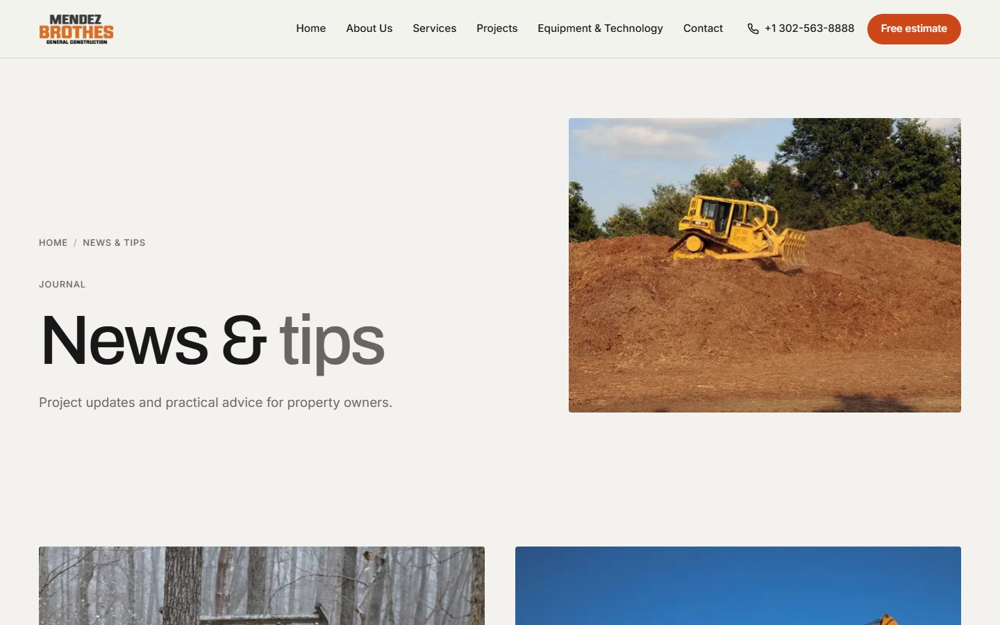 MENDEZ
BROTHES
GENERAL CONSTRUCTION
Home
About Us
Services
Projects
Equipment & Technology
Contact
+1 302-563-8888
Free estimate
HOME / NEWS & TIPS
JOURNAL
News & tips
Project updates and practical advice for property owners.